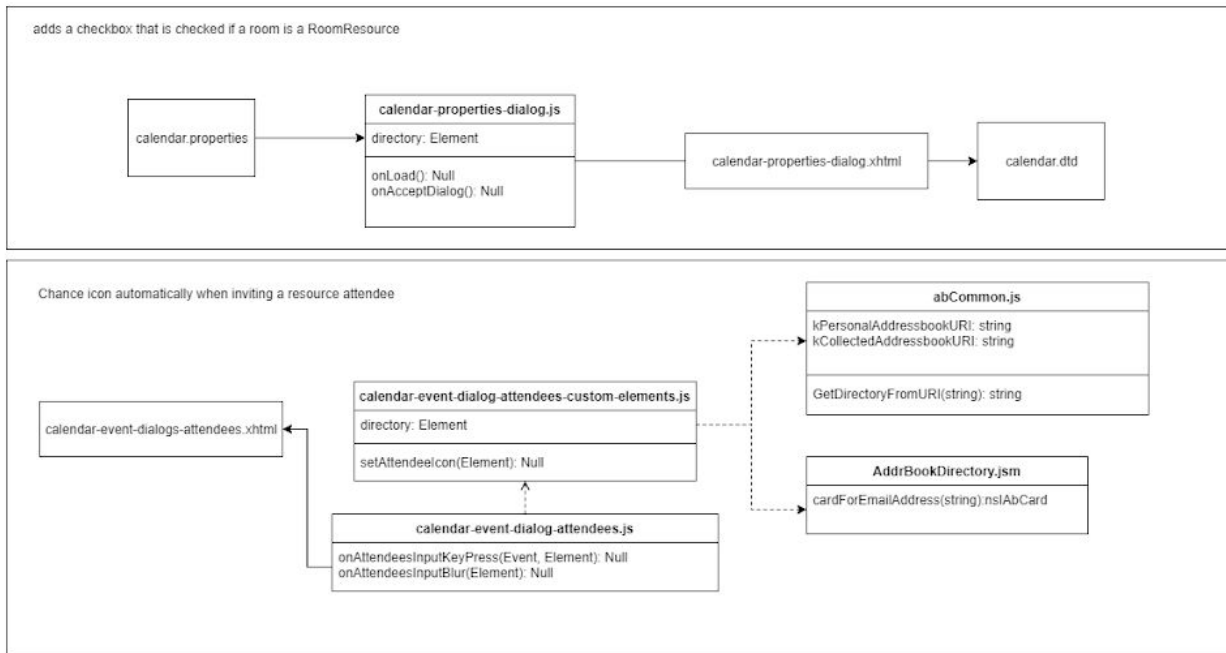 adds a checkbox that is checked if a room is a RoomResource
calendar.properties
calendar-properties-dialog.js
directory: Element
onLoad(): Null
onAcceptDialog(): Null
calendar-properties-dialog.xhtml
calendar.dtd
Chance icon automatically when inviting a resource attendee
abCommon.js
kPersonalAddressbookURI: string
kCollectedAddressbookURI: string
GetDirectoryFromURI(string): string
calendar-event-dialog-attendees-custom-elements.js
directory: Element
setAttendeeIcon(Element): Null
calendar-event-dialogs-attendees.xhtml
AddrBookDirectory.jsm
cardForEmailAddress(string):nsIAbCard
calendar-event-dialog-attendees.js
onAttendeesInputKeyPress(Event, Element): Null
onAttendeesInputBlur(Element): Null